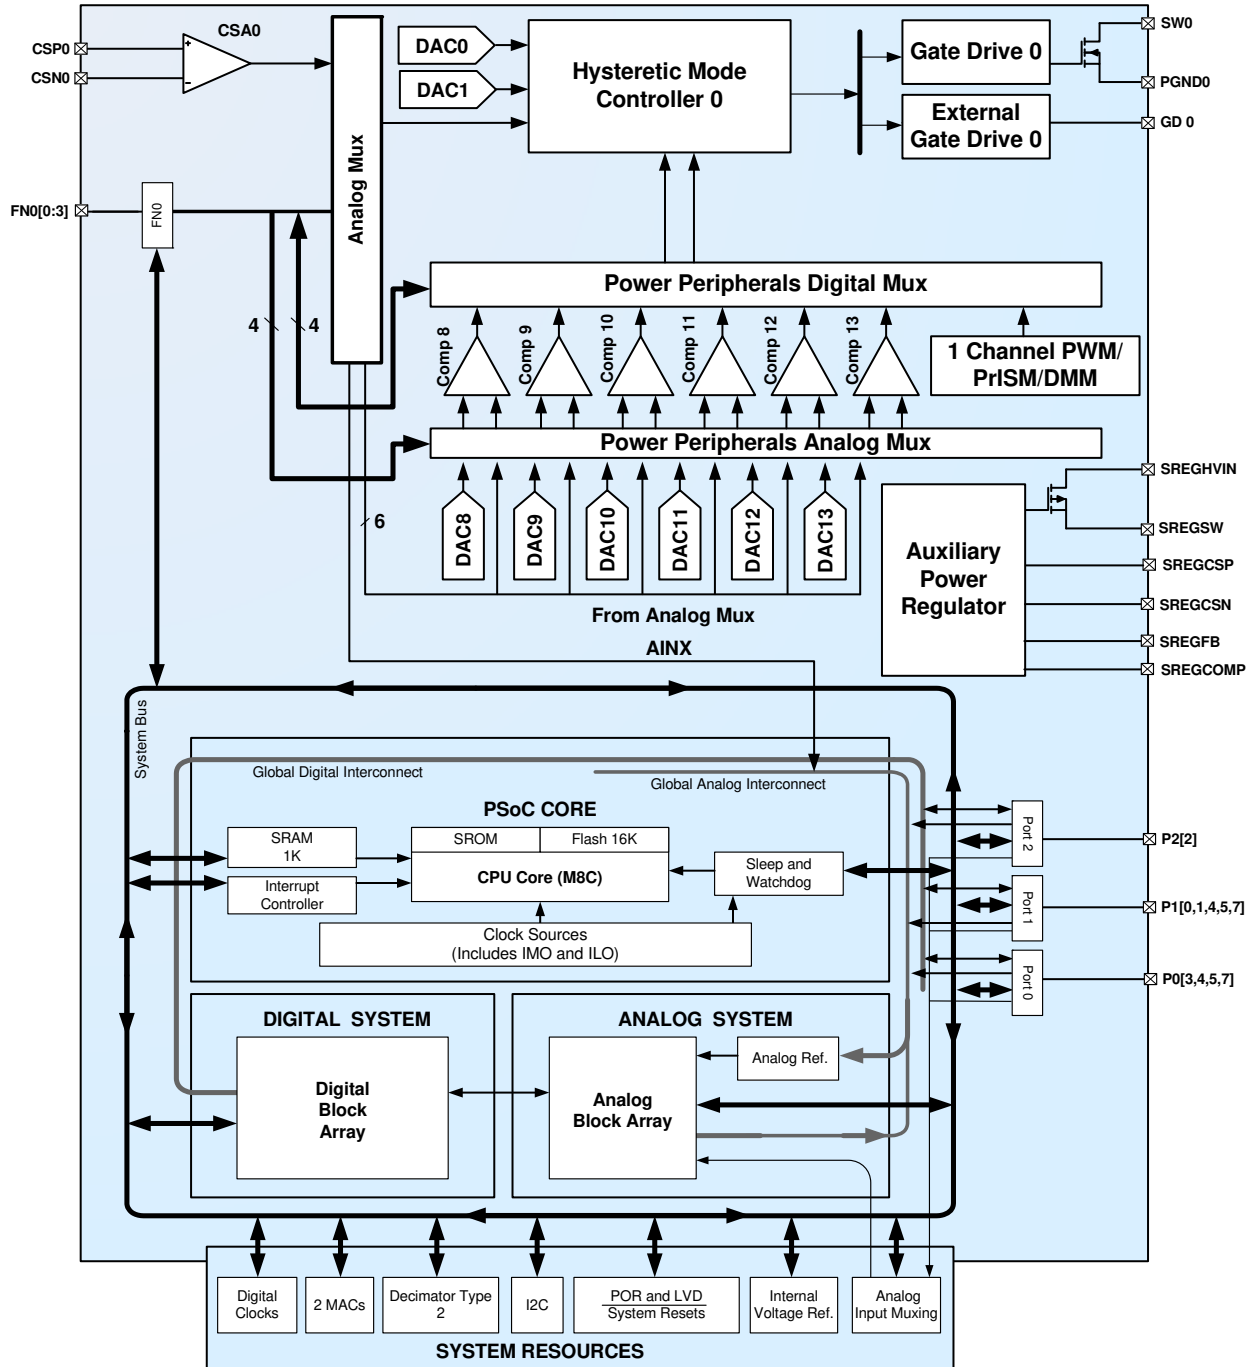 CSA0
CSP0
CSN0
FN0[0:3]
FN0
Analog Mux
DAC0
DAC1
Hysteretic Mode
Controller 0
Gate Drive 0
External
Gate Drive 0
SW0
PGND0
GD 0
4
4
Power Peripherals Digital Mux
Comp 8
Comp 9
Comp 10
Comp 11
Comp 12
Comp 13
1 Channel PWM/
PrISM/DMM
Power Peripherals Analog Mux
6
DAC8
DAC9
DAC10
DAC11
DAC12
DAC13
From Analog Mux
AINX
Auxiliary
Power
Regulator
SREGHVIN
SREGSW
SREGCSP
SREGCSN
SREGFB
SREGCOMP
System Bus
Global Digital Interconnect
Global Analog Interconnect
PSoC CORE
SRAM
1K
SROM
Flash 16K
CPU Core (M8C)
Interrupt
Controller
Sleep and
Watchdog
Clock Sources
(Includes IMO and ILO)
Port 2
P2[2]
Port 1
P1[0,1,4,5,7]
Port 0
P0[3,4,5,7]
DIGITAL SYSTEM
Digital
Block
Array
ANALOG SYSTEM
Analog Ref.
Analog
Block Array
Digital
Clocks
2 MACs
Decimator Type
2
I2C
POR and LVD
System Resets
Internal
Voltage Ref.
Analog
Input Muxing
SYSTEM RESOURCES